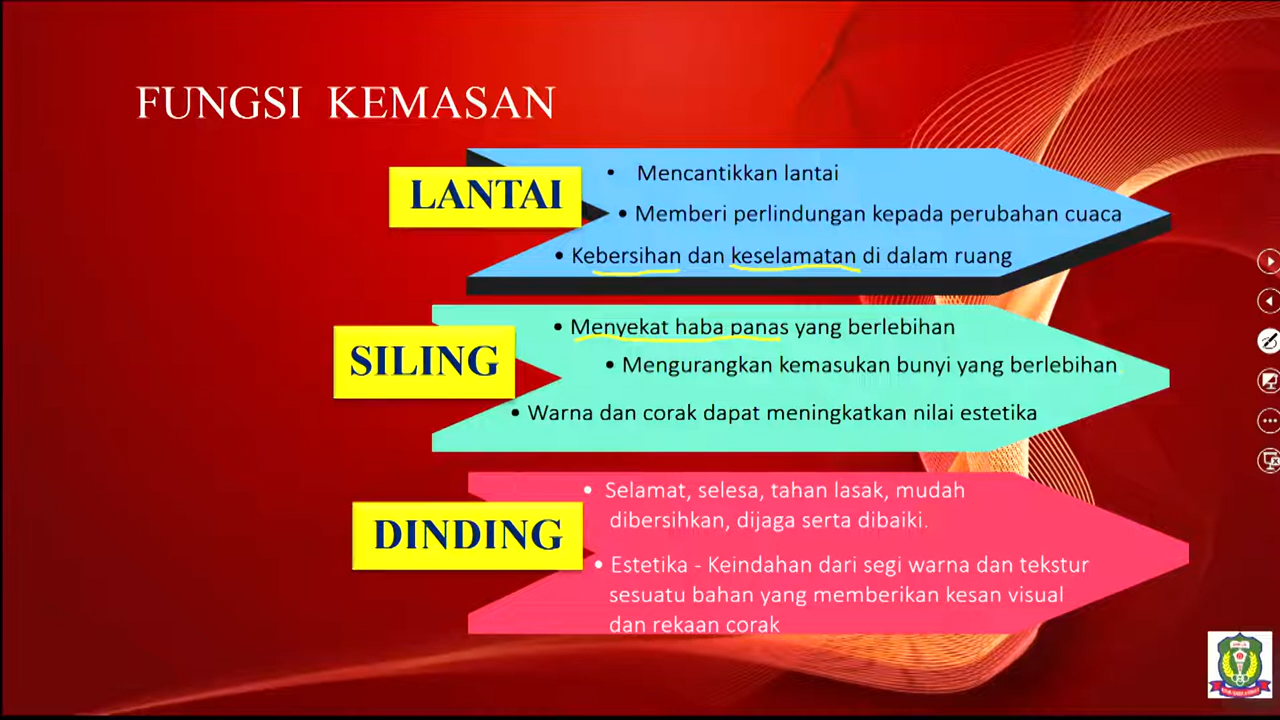 FUNGSI KEMASAN
LANTAI
• Mencantikkan lantai
• Memberi perlindungan kepada perubahan cuaca
• Kebersihan dan keselamatan di dalam ruang
SILING
• Menyekat haba panas yang berlebihan
• Mengurangkan kemasukan bunyi yang berlebihan
• Warna dan corak dapat meningkatkan nilai estetika
DINDING
• Selamat, selesa, tahan lasak, mudah
dibersihkan, dijaga serta dibaiki.
• Estetika - Keindahan dari segi warna dan tekstur
sesuatu bahan yang memberikan kesan visual
dan rekaan corak